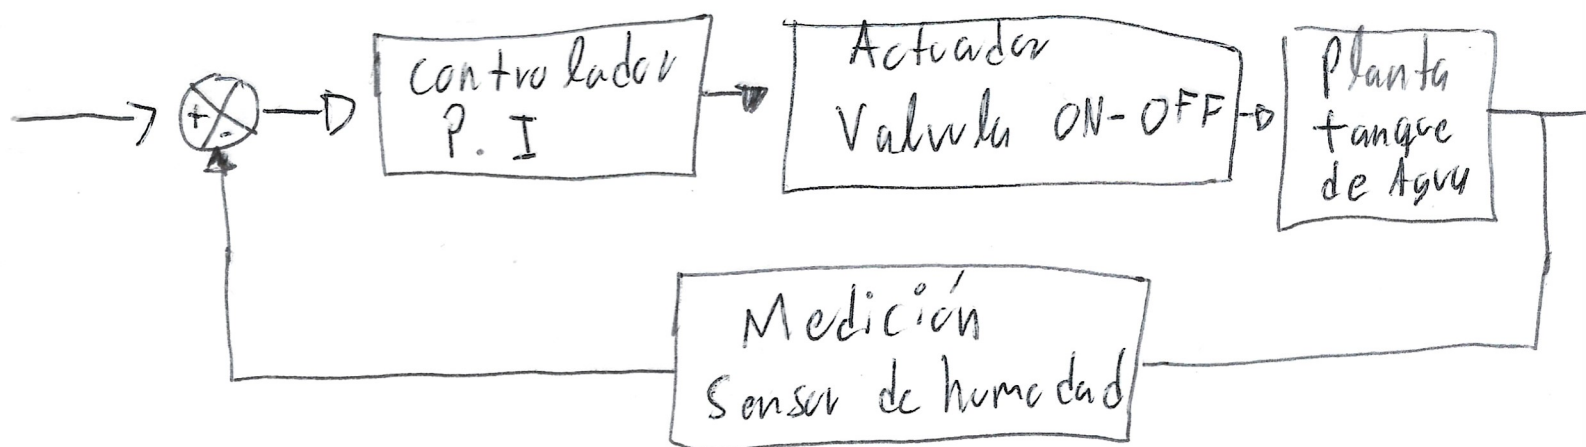 +
-
Controlador
P. I
Actuador
Valvula ON-OFF
Planta
tanque
de Agua
Medición
Sensor de humedad